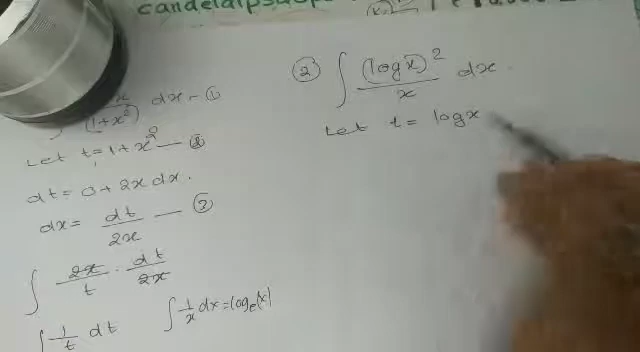 ② ∫ (log x)² / x dx.
Let t = log x
x / (1+x²) dx – ①
Let t = 1 + x² — ②
dt = 0 + 2x dx.
dx = dt / 2x — ③
∫ 2x / t · dt / 2x
∫ 1/t dt
∫ 1/x dx = logₑ(x)